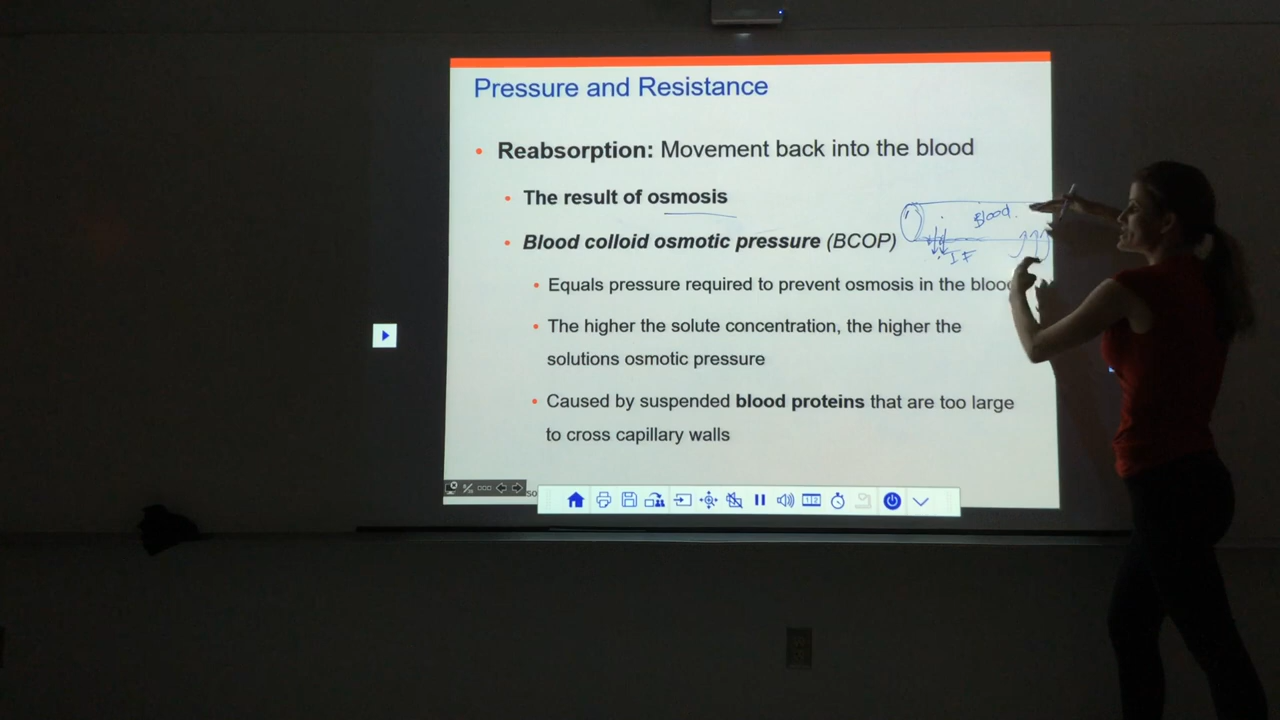 Pressure and Resistance
• Reabsorption: Movement back into the blood
• The result of osmosis
Blood.
• Blood colloid osmotic pressure (BCOP)
IF
• Equals pressure required to prevent osmosis in the blood
• The higher the solute concentration, the higher the
solutions osmotic pressure
• Caused by suspended blood proteins that are too large
to cross capillary walls
so